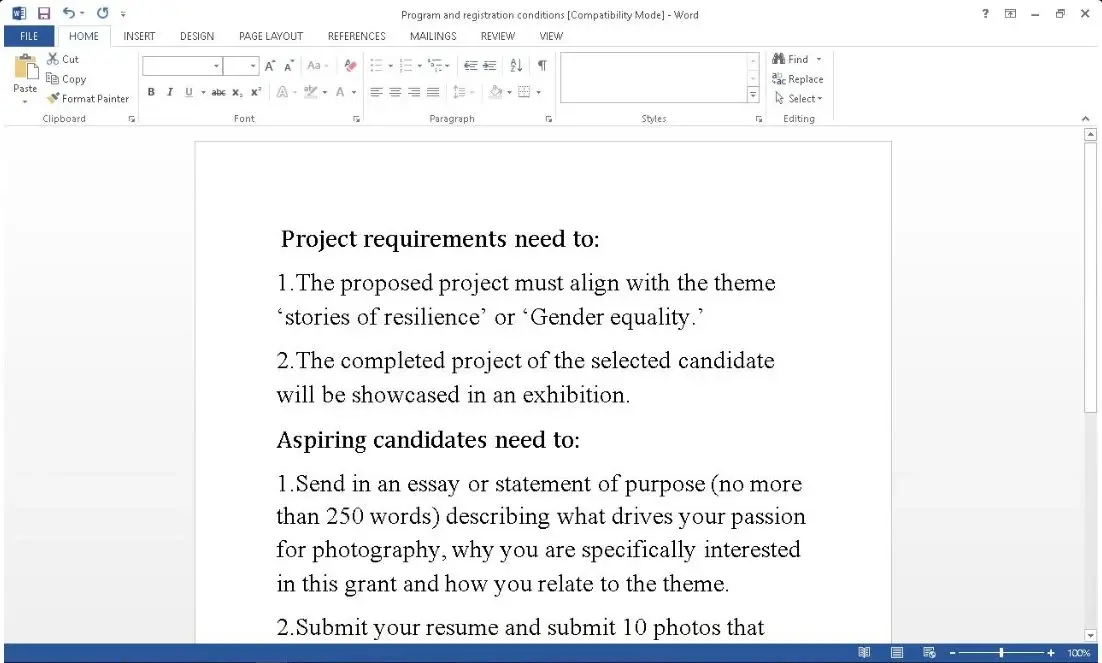 Program and registration conditions [Compatibility Mode] - Word
FILE HOME INSERT DESIGN PAGE LAYOUT REFERENCES MAILINGS REVIEW VIEW
Paste
Cut
Copy
Format Painter
Clipboard
Aa
B I U abc x₂ x²
A
Font
Paragraph
Styles
Find
Replace
Select
Editing
Project requirements need to:
1.The proposed project must align with the theme
‘stories of resilience’ or ‘Gender equality.’
2.The completed project of the selected candidate
will be showcased in an exhibition.
Aspiring candidates need to:
1.Send in an essay or statement of purpose (no more
than 250 words) describing what drives your passion
for photography, why you are specifically interested
in this grant and how you relate to the theme.
2.Submit your resume and submit 10 photos that
100%